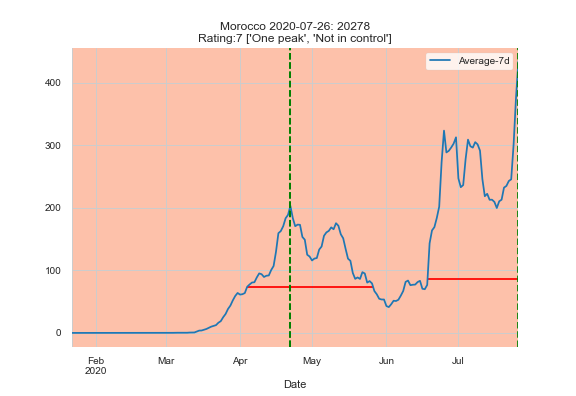 Morocco 2020-07-26: 20278
Rating:7 ['One peak', 'Not in control']
Average-7d
400
300
200
100
0
Feb Mar Apr May Jun Jul
2020
Date